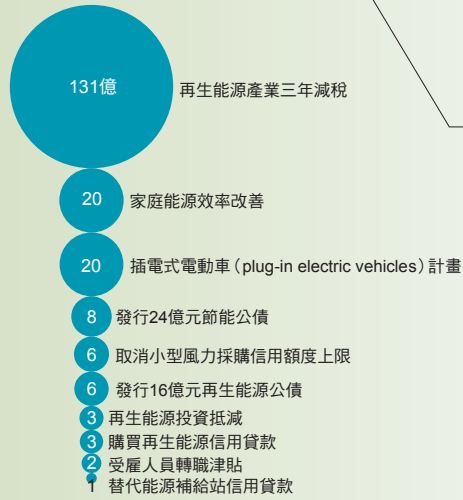 131億 再生能源產業三年減稅
20 家庭能源效率改善
20 插電式電動車（plug-in electric vehicles）計畫
8 發行24億元節能公債
6 取消小型風力採購信用額度上限
6 發行16億元再生能源公債
3 再生能源投資抵減
3 購買再生能源信用貸款
2 受雇人員轉職津貼
1 替代能源補給站信用貸款